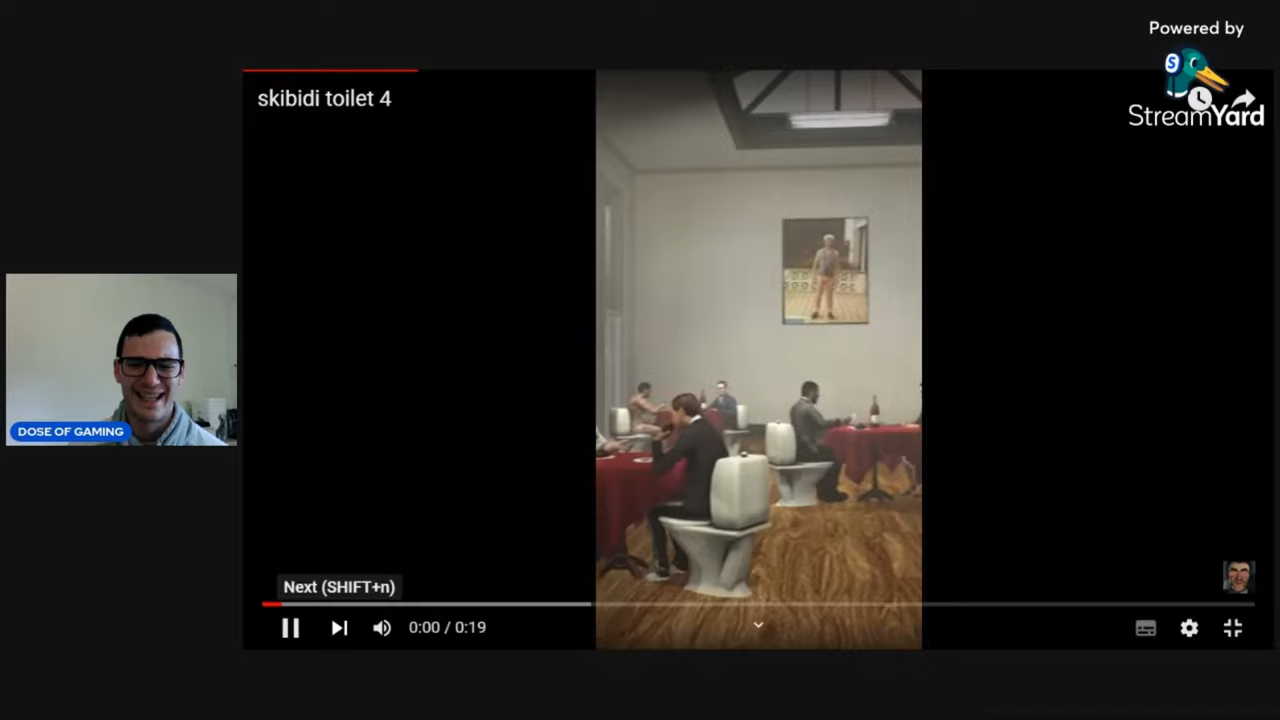 Powered by
S
StreamYard
skibidi toilet 4
DOSE OF GAMING
Next (SHIFT+n)
0:00 / 0:19